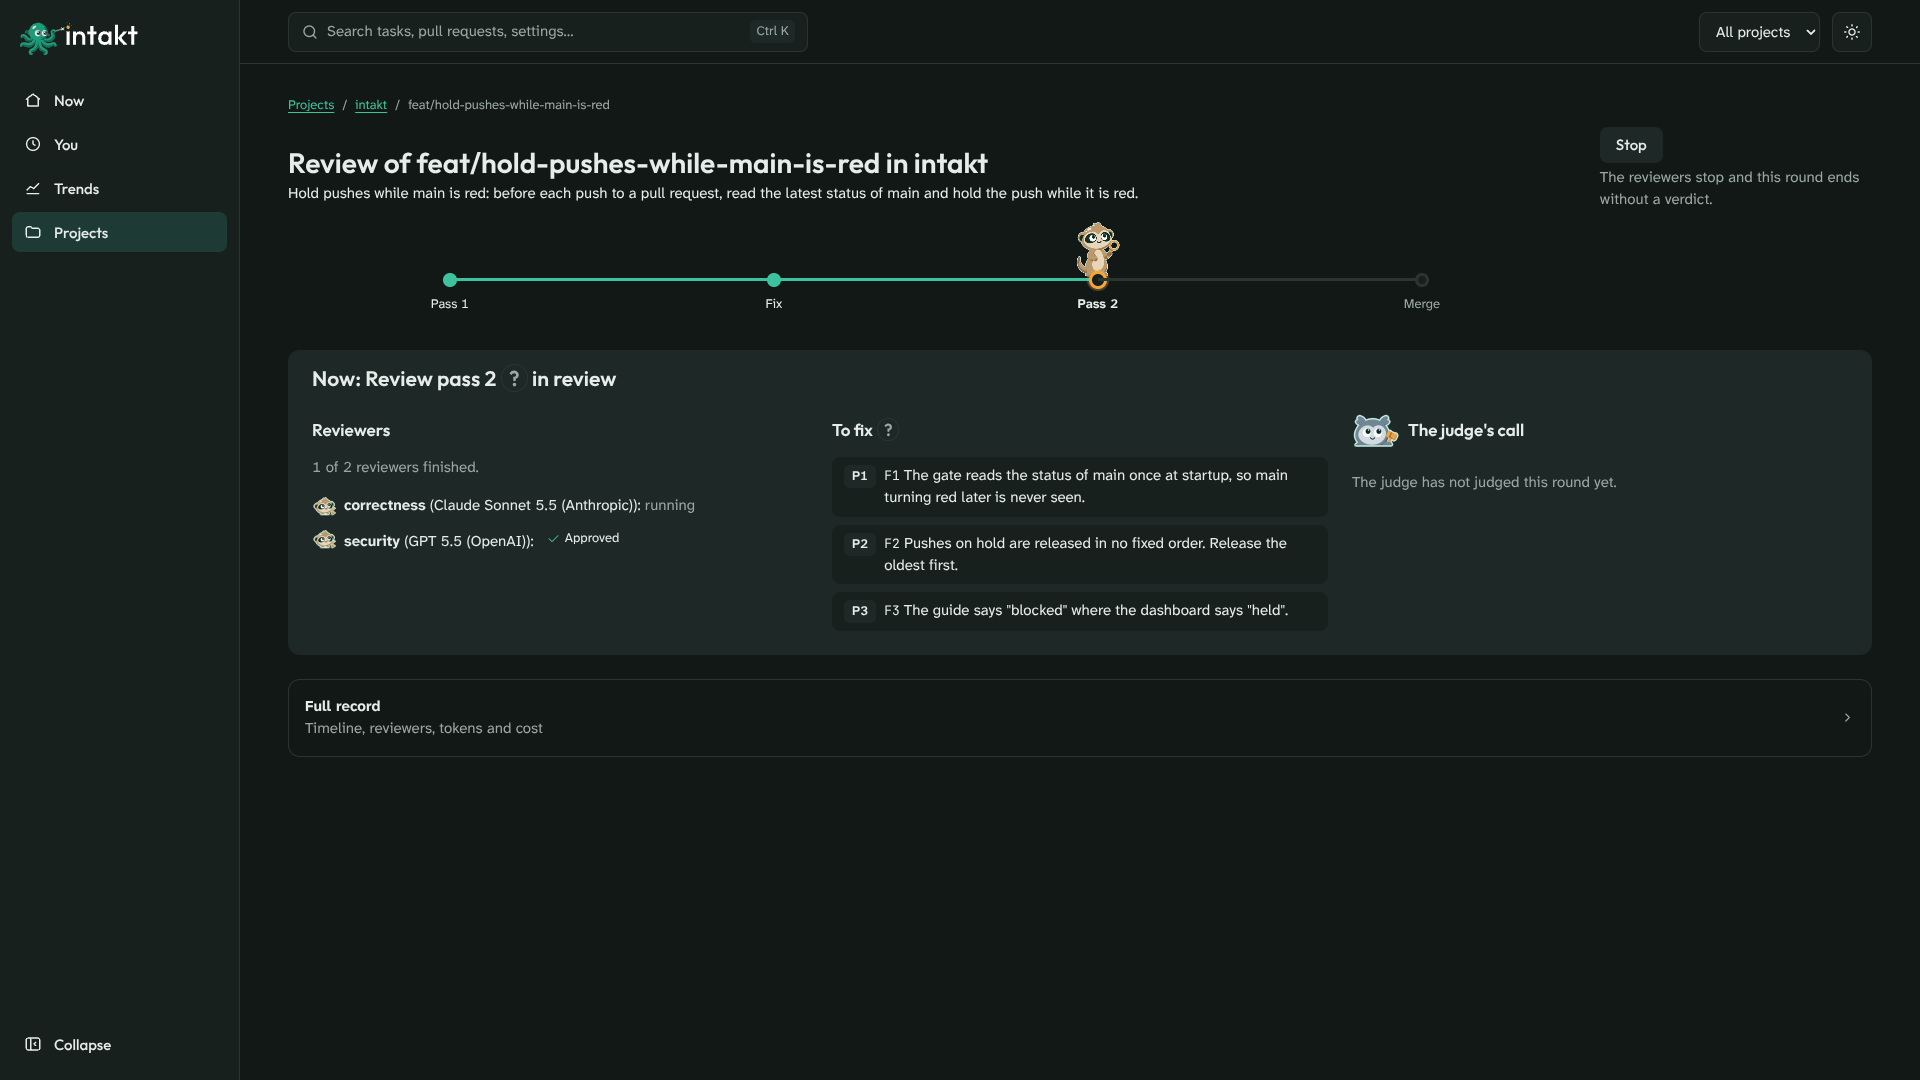 intakt
Search tasks, pull requests, settings...
Ctrl K
All projects
Now
You
Trends
Projects
Projects / intakt / feat/hold-pushes-while-main-is-red
Review of feat/hold-pushes-while-main-is-red in intakt
Hold pushes while main is red: before each push to a pull request, read the latest status of main and hold the push while it is red.
Stop
The reviewers stop and this round ends
without a verdict.
Pass 1
Fix
Pass 2
Merge
Now: Review pass 2 ? in review
Reviewers
1 of 2 reviewers finished.
correctness (Claude Sonnet 5.5 (Anthropic)): running
security (GPT 5.5 (OpenAI)): Approved
To fix ?
P1 F1 The gate reads the status of main once at startup, so main
turning red later is never seen.
P2 F2 Pushes on hold are released in no fixed order. Release the
oldest first.
P3 F3 The guide says "blocked" where the dashboard says "held".
The judge's call
The judge has not judged this round yet.
Full record
Timeline, reviewers, tokens and cost
Collapse